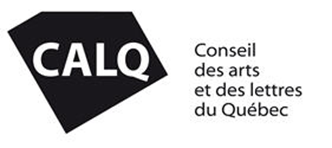 CALQ
Conseil
des arts
et des lettres
du Québec